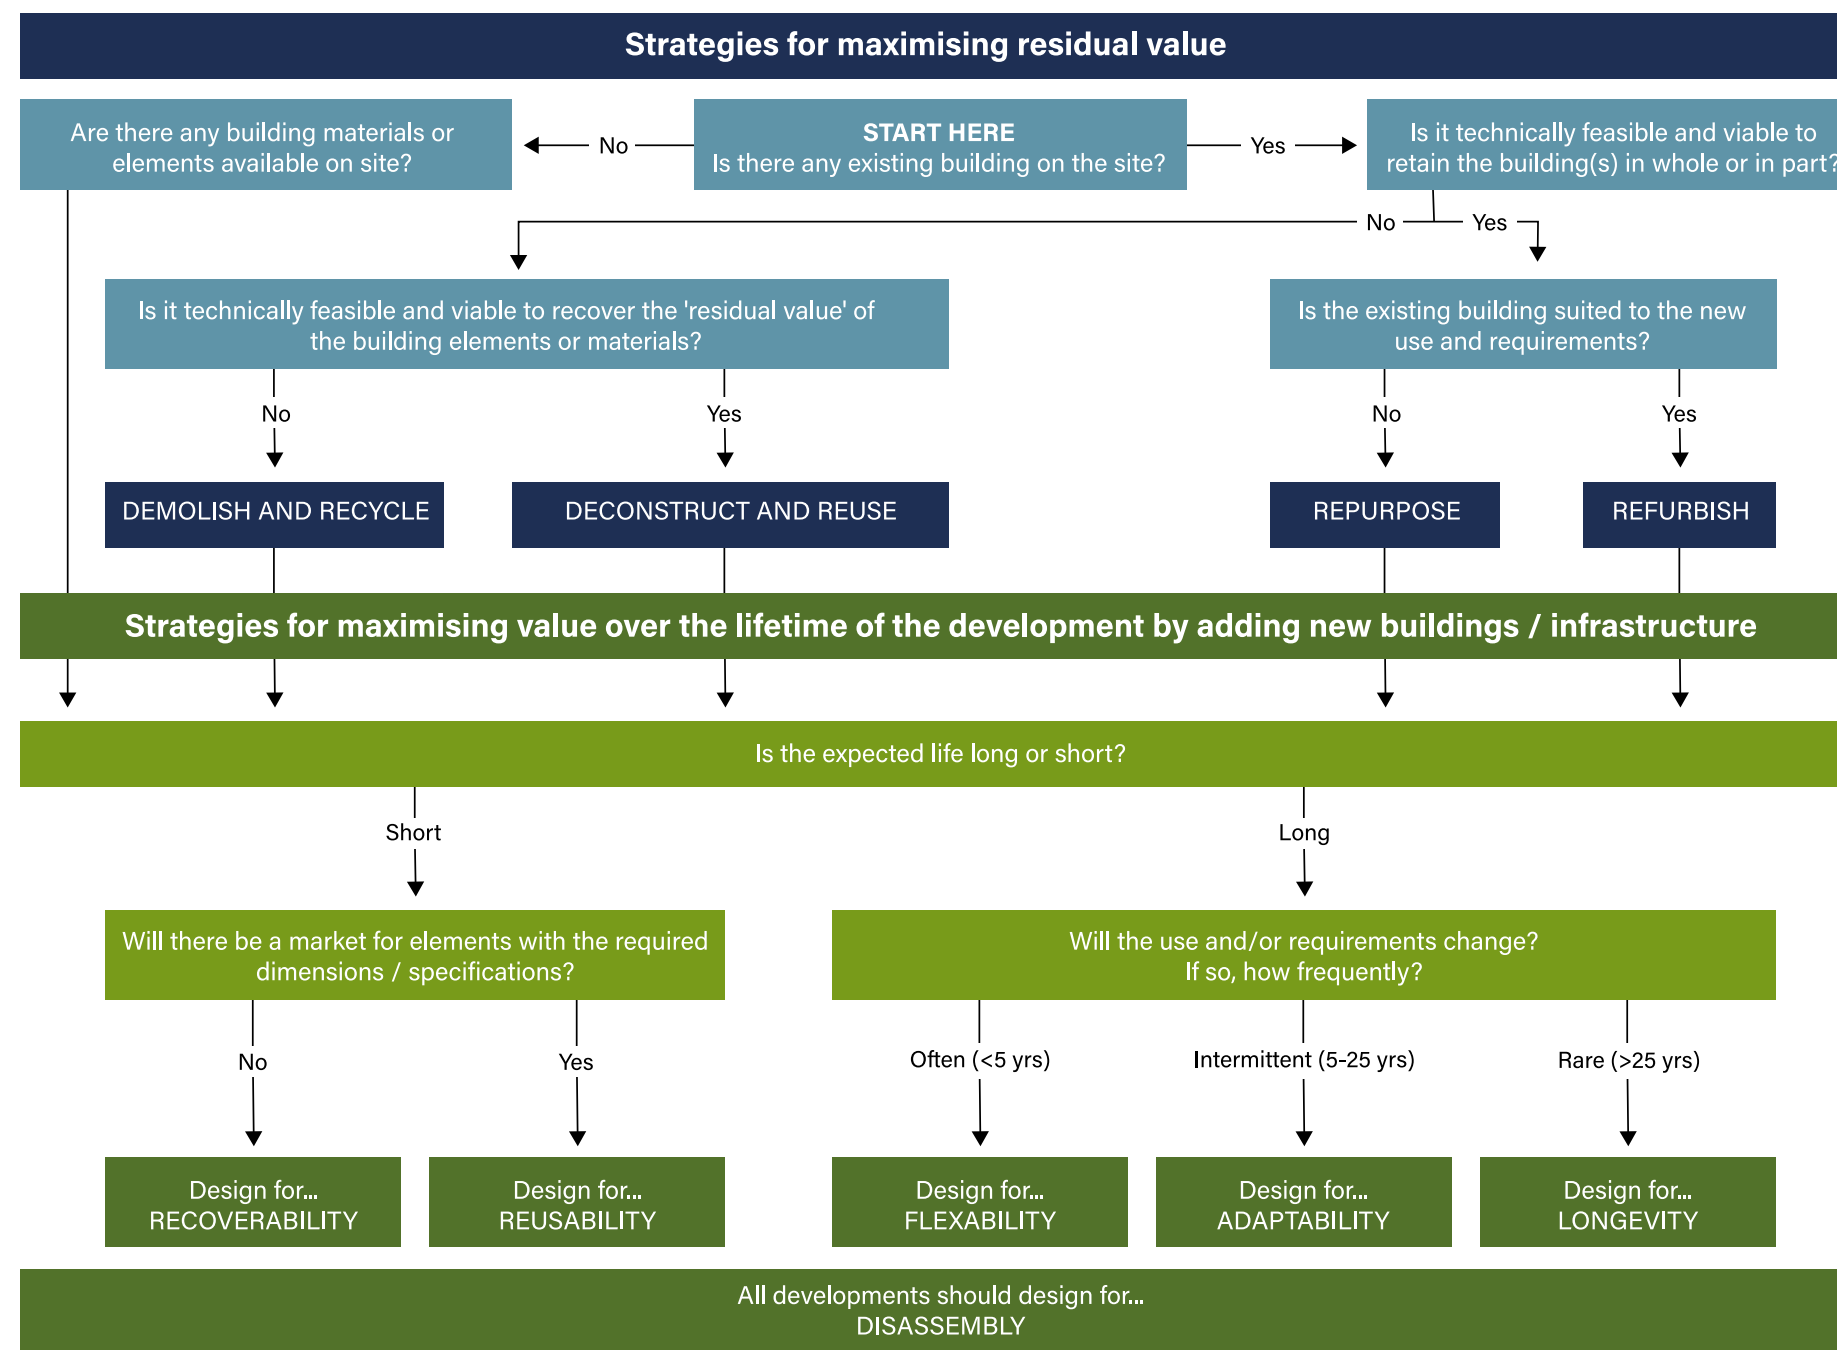 Strategies for maximising residual value
Are there any building materials or
elements available on site?
No
START HERE
Is there any existing building on the site?
Yes
Is it technically feasible and viable to
retain the building(s) in whole or in part?
No
Yes
Is it technically feasible and viable to recover the 'residual value' of
the building elements or materials?
Is the existing building suited to the new
use and requirements?
No
Yes
No
Yes
DEMOLISH AND RECYCLE
DECONSTRUCT AND REUSE
REPURPOSE
REFURBISH
Strategies for maximising value over the lifetime of the development by adding new buildings / infrastructure
Is the expected life long or short?
Short
Long
Will there be a market for elements with the required
dimensions / specifications?
Will the use and/or requirements change?
If so, how frequently?
No
Yes
Often (<5 yrs)
Intermittent (5-25 yrs)
Rare (>25 yrs)
Design for...
RECOVERABILITY
Design for...
REUSABILITY
Design for...
FLEXABILITY
Design for...
ADAPTABILITY
Design for...
LONGEVITY
All developments should design for...
DISASSEMBLY